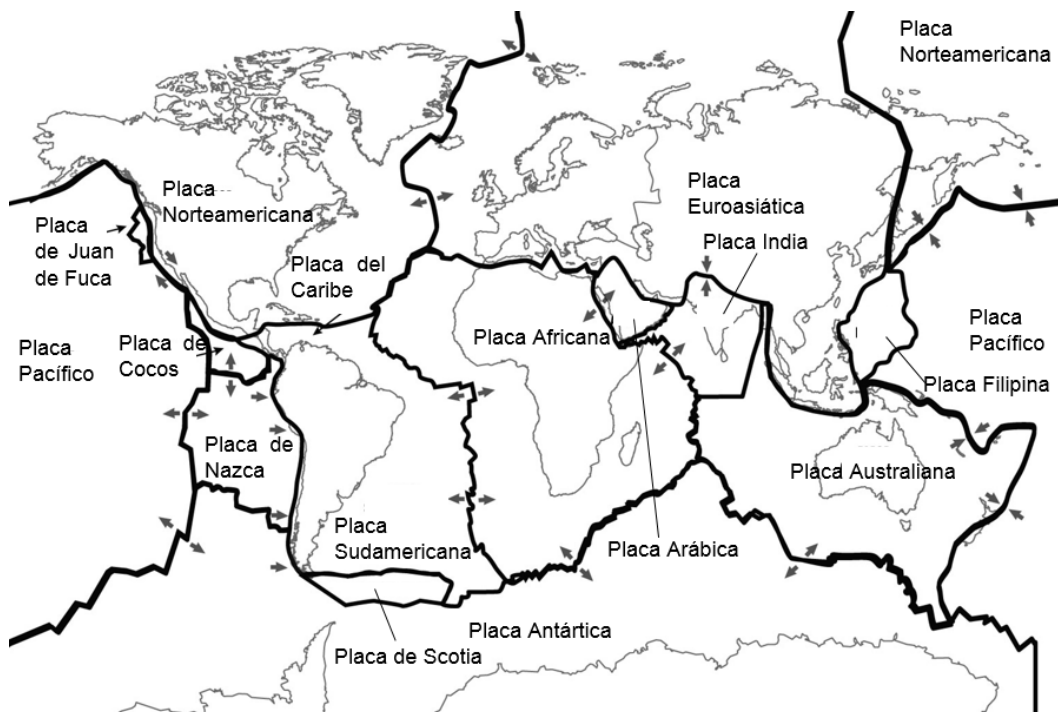 Placa
Norteamericana
Placa
Norteamericana
Placa
Euroasiática
Placa
de Juan
de Fuca
Placa India
Placa del
Caribe
Placa
Pacífico
Placa de
Cocos
Placa Africana
Placa
Pacífico
Placa Filipina
Placa de
Nazca
Placa Australiana
Placa
Sudamericana
Placa Arábica
Placa Antártica
Placa de Scotia